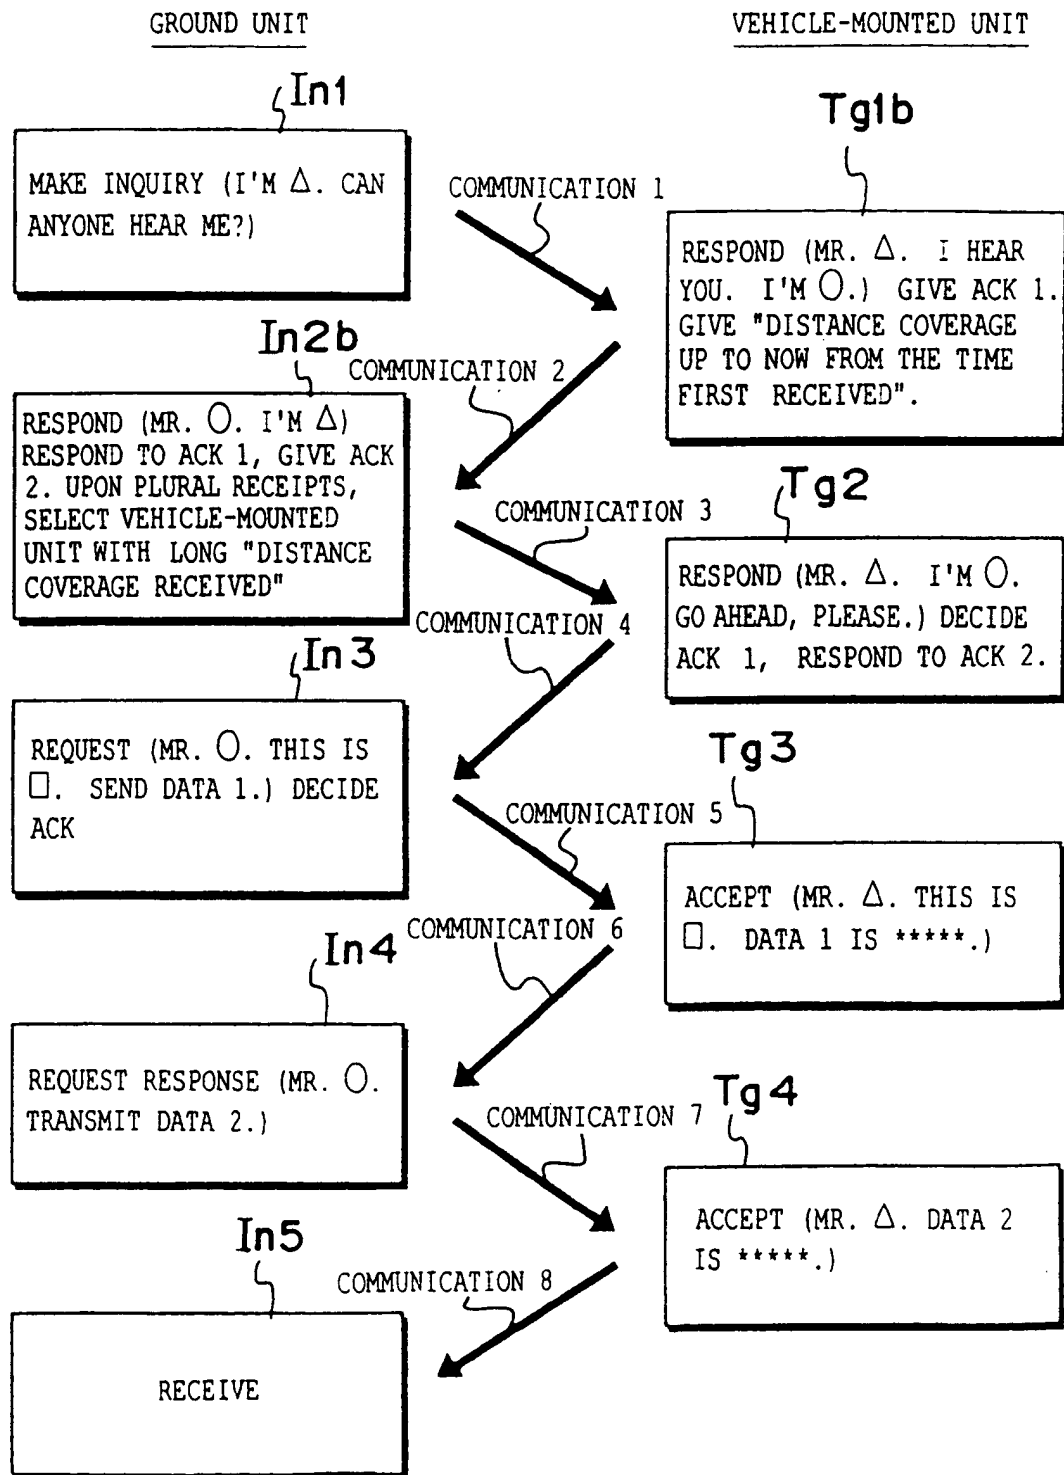 GROUND UNIT
VEHICLE-MOUNTED UNIT
In1
MAKE INQUIRY (I'M △. CAN
ANYONE HEAR ME?)
COMMUNICATION 1
Tg1b
RESPOND (MR. △. I HEAR
YOU. I'M ○.) GIVE ACK 1.
GIVE "DISTANCE COVERAGE
UP TO NOW FROM THE TIME
FIRST RECEIVED".
In2b
COMMUNICATION 2
RESPOND (MR. ○. I'M △)
RESPOND TO ACK 1, GIVE ACK
2. UPON PLURAL RECEIPTS,
SELECT VEHICLE-MOUNTED
UNIT WITH LONG "DISTANCE
COVERAGE RECEIVED"
COMMUNICATION 3
Tg2
RESPOND (MR. △. I'M ○.
GO AHEAD, PLEASE.) DECIDE
ACK 1, RESPOND TO ACK 2.
COMMUNICATION 4
In3
REQUEST (MR. ○. THIS IS
□. SEND DATA 1.) DECIDE
ACK
COMMUNICATION 5
Tg3
ACCEPT (MR. △. THIS IS
□. DATA 1 IS *****.)
COMMUNICATION 6
In4
REQUEST RESPONSE (MR. ○.
TRANSMIT DATA 2.)
COMMUNICATION 7
Tg4
ACCEPT (MR. △. DATA 2
IS *****.)
In5
COMMUNICATION 8
RECEIVE